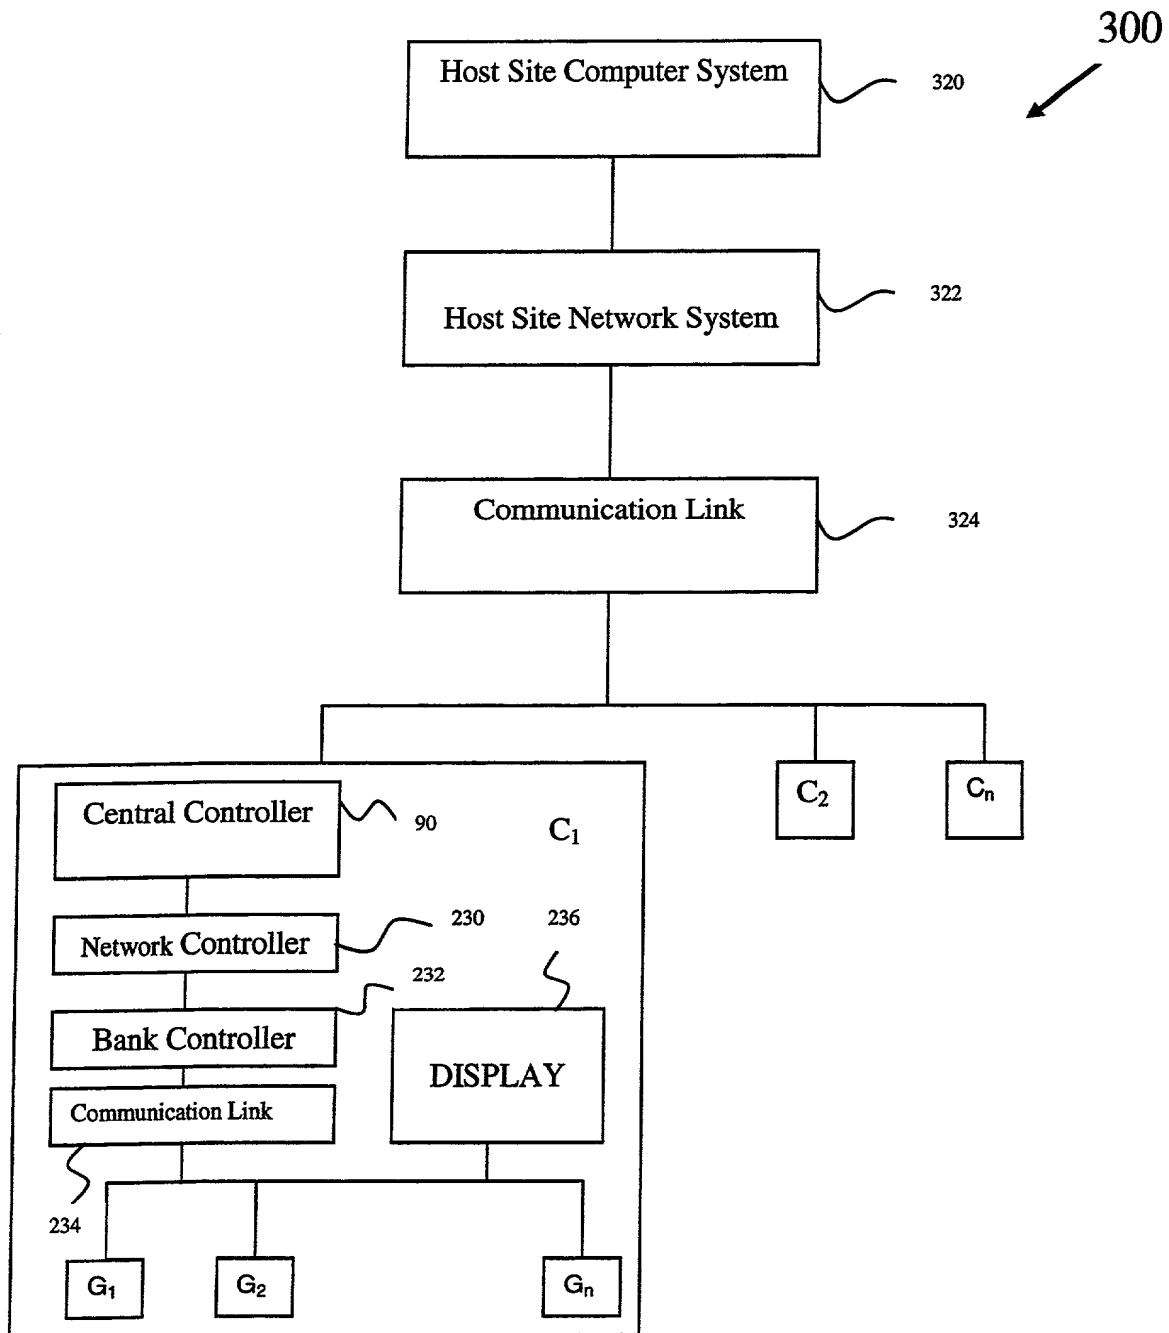 300
Host Site Computer System
320
Host Site Network System
322
Communication Link
324
Central Controller
90
C1
C2
Cn
Network Controller
230
236
232
Bank Controller
DISPLAY
Communication Link
234
G1
G2
Gn